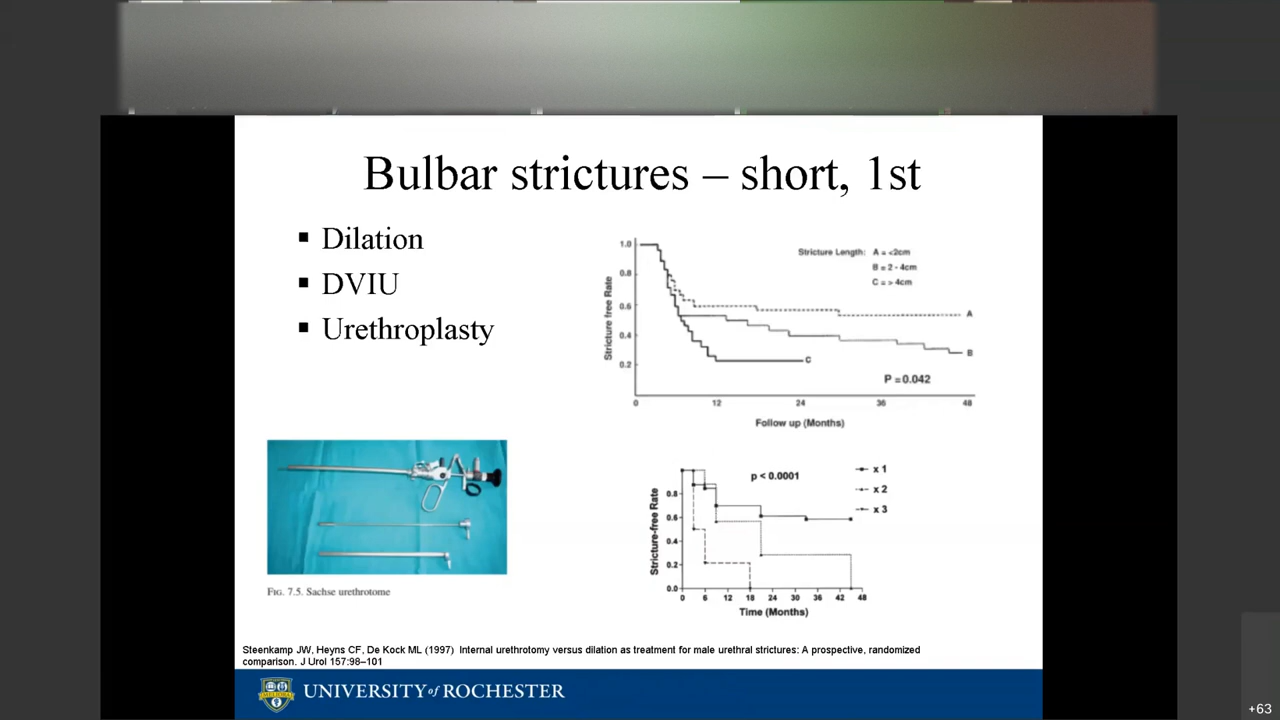 Bulbar strictures – short, 1st
▪ Dilation
▪ DVIU
▪ Urethroplasty
Stricture Length: A = <2cm
B = 2 - 4cm
C = > 4cm
Stricture free Rate
1.0
0.8
0.6
0.4
0.2
A
B
C
P = 0.042
0 12 24 36 48
Follow up (Months)
p < 0.0001
x 1
x 2
x 3
Stricture-free Rate
0.8
0.6
0.4
0.2
0.0
0 6 12 18 24 30 36 42 48
Time (Months)
FIG. 7.5. Sachse urethrotome
Steenkamp JW, Heyns CF, De Kock ML (1997) Internal urethrotomy versus dilation as treatment for male urethral strictures: A prospective, randomized
comparison. J Urol 157:98–101
UNIVERSITY of ROCHESTER
+63